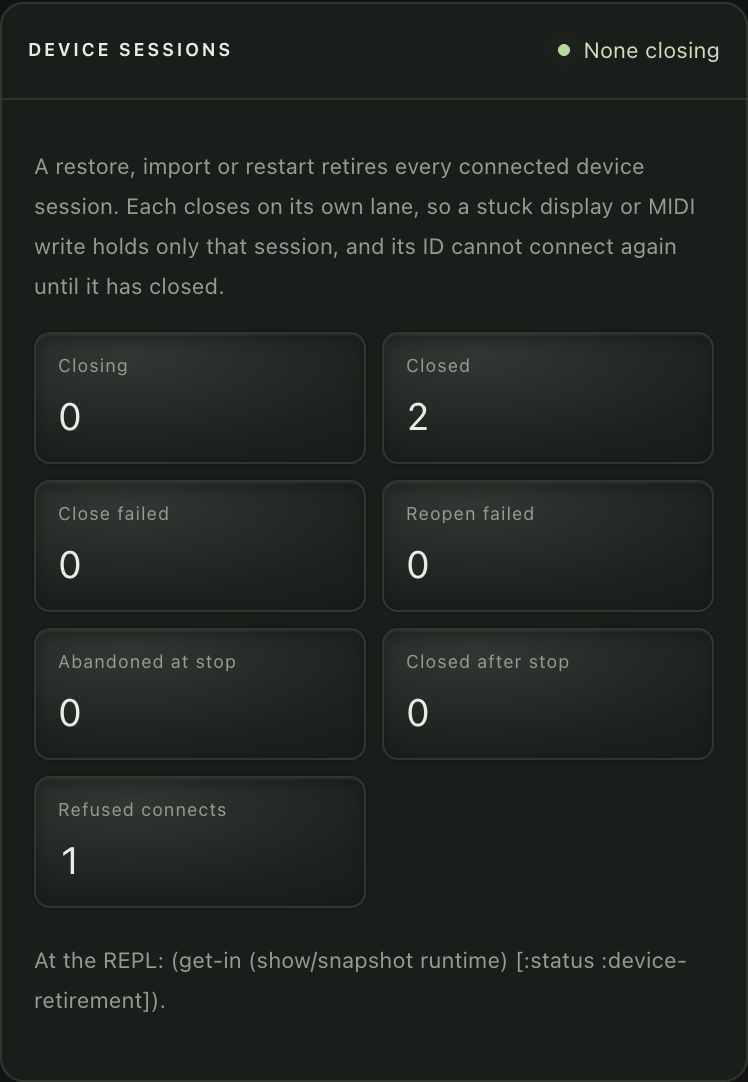 DEVICE SESSIONS
None closing
A restore, import or restart retires every connected device
session. Each closes on its own lane, so a stuck display or MIDI
write holds only that session, and its ID cannot connect again
until it has closed.
Closing
0
Closed
2
Close failed
0
Reopen failed
0
Abandoned at stop
0
Closed after stop
0
Refused connects
1
At the REPL: (get-in (show/snapshot runtime) [:status :device-
retirement]).